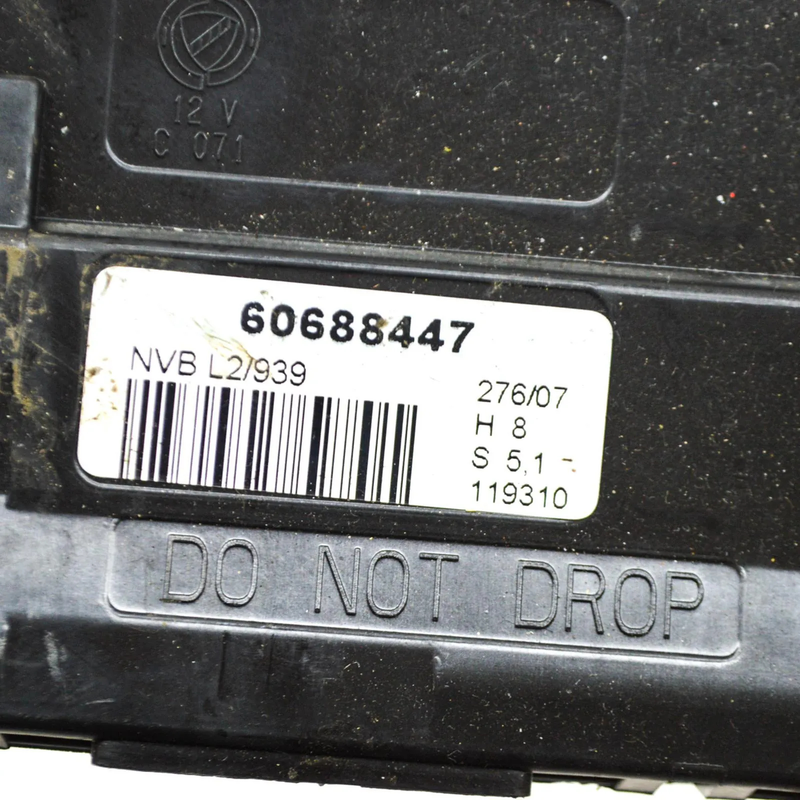 12 V
C 071
60688447
NVB L2/939
276/07
H 8
S 5,1 -
119310
DO NOT DROP